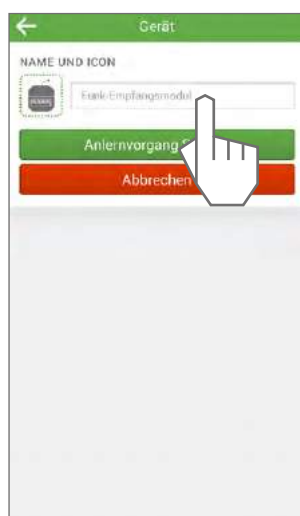 Gerät
NAME UND ICON
Funk-Empfangsmodul
Anlernvorgang
Abbrechen